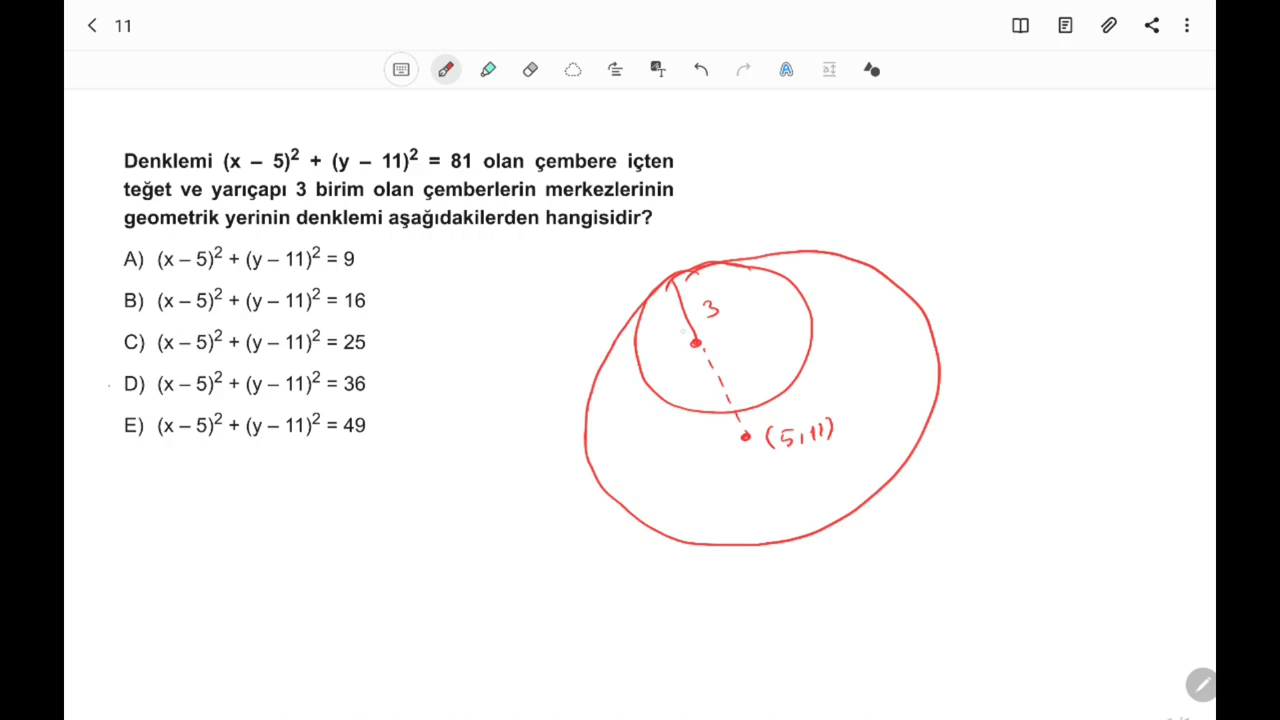 11
Denklemi (x – 5)² + (y – 11)² = 81 olan çembere içten
teğet ve yarıçapı 3 birim olan çemberlerin merkezlerinin
geometrik yerinin denklemi aşağıdakilerden hangisidir?
A) (x – 5)² + (y – 11)² = 9
B) (x – 5)² + (y – 11)² = 16
C) (x – 5)² + (y – 11)² = 25
D) (x – 5)² + (y – 11)² = 36
E) (x – 5)² + (y – 11)² = 49
3
(5,11)